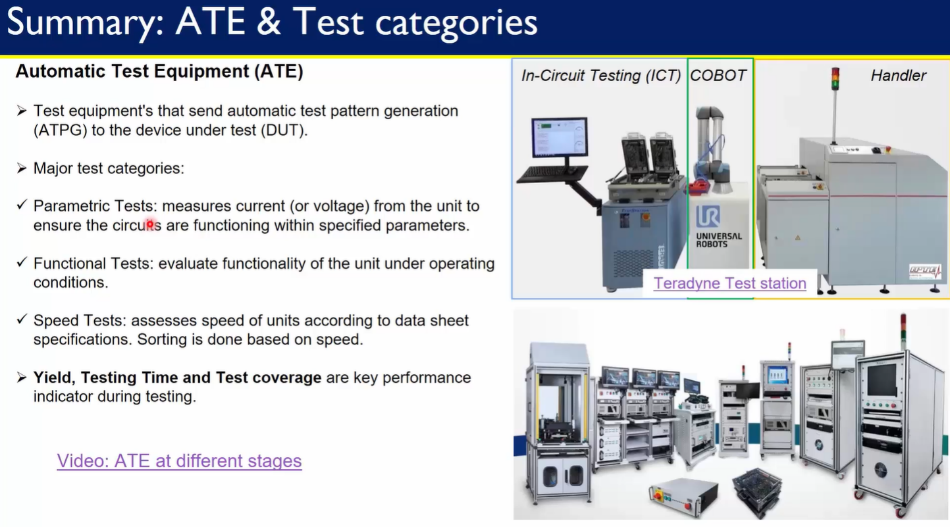 Summary: ATE & Test categories
Automatic Test Equipment (ATE)
➢ Test equipment's that send automatic test pattern generation
(ATPG) to the device under test (DUT).
➢ Major test categories:
✓ Parametric Tests: measures current (or voltage) from the unit to
ensure the circuits are functioning within specified parameters.
✓ Functional Tests: evaluate functionality of the unit under operating
conditions.
✓ Speed Tests: assesses speed of units according to data sheet
specifications. Sorting is done based on speed.
➢ Yield, Testing Time and Test coverage are key performance
indicator during testing.
Video: ATE at different stages
In-Circuit Testing (ICT)
COBOT
Handler
UR
UNIVERSAL
ROBOTS
Teradyne Test station